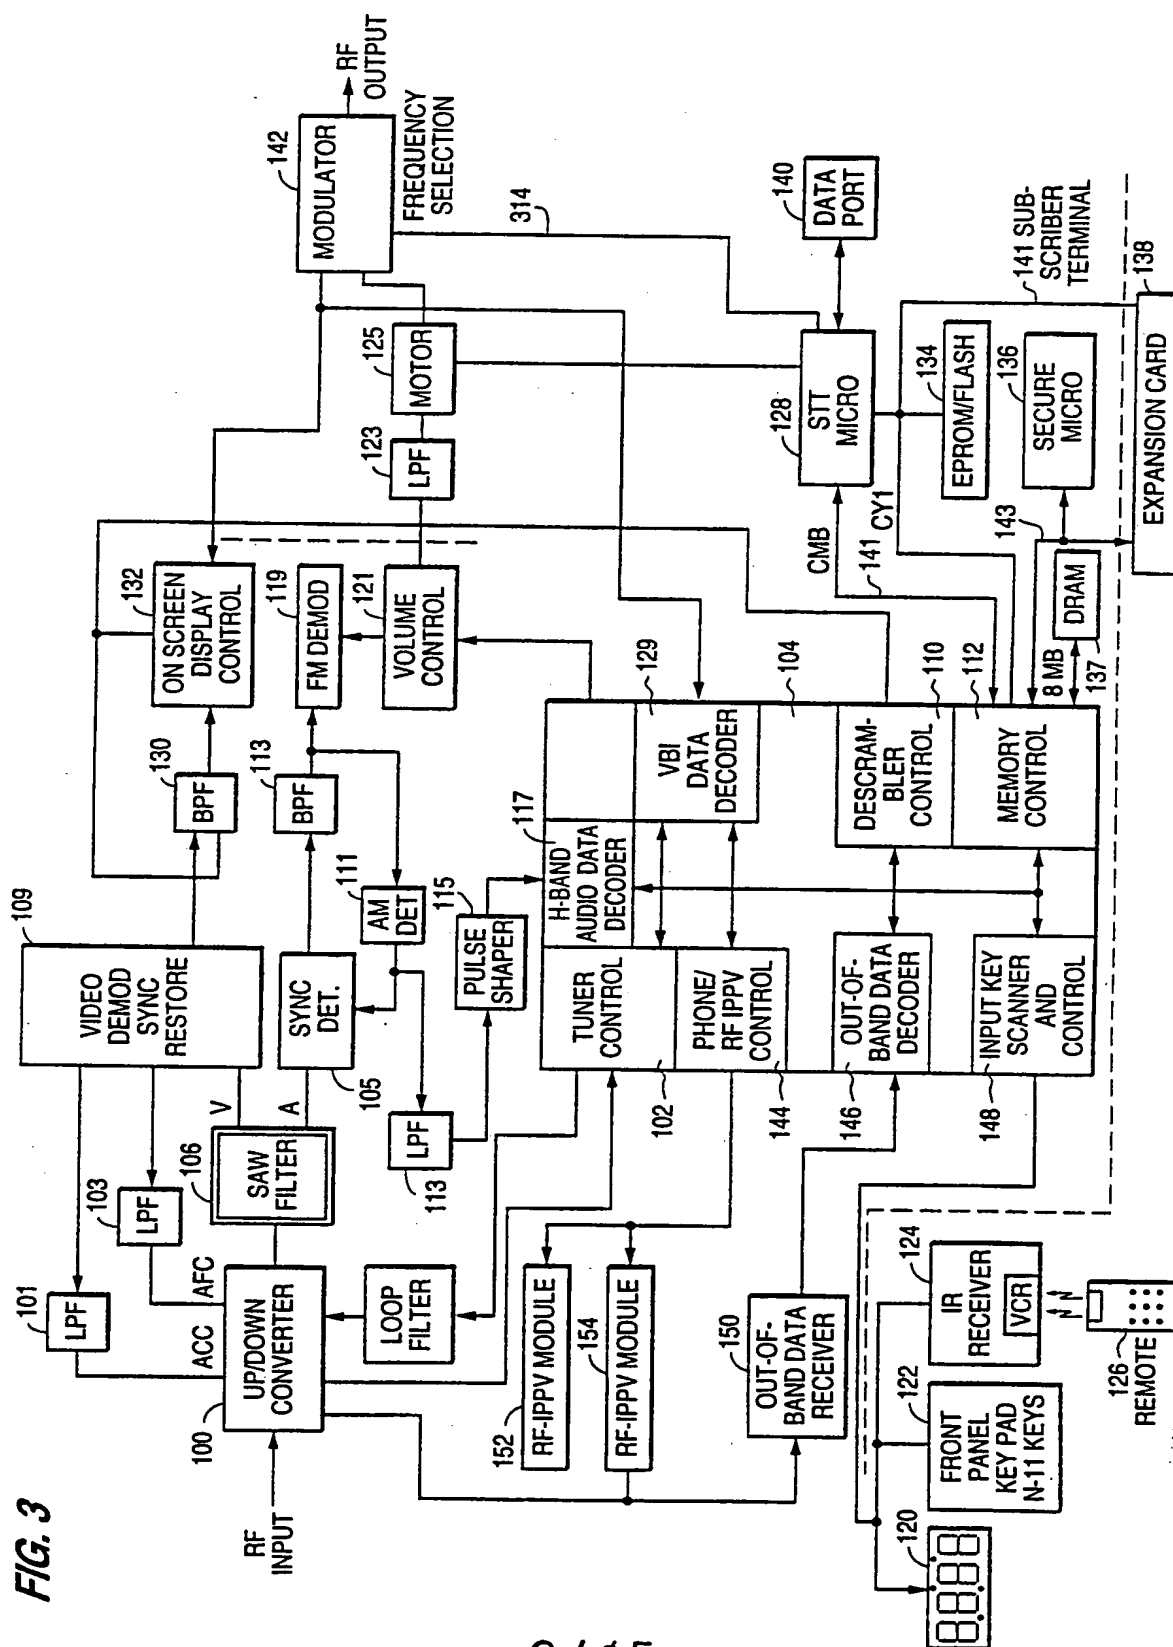 FIG. 3
RF
INPUT
100
UP/DOWN
CONVERTER
ACC
AFC
101
LPF
103
LPF
106
SAW
FILTER
V
A
109
VIDEO
DEMOD
SYNC
RESTORE
SYNC
DET.
105
130
BPF
113
BPF
111
AM
DET
132
ON SCREEN
DISPLAY
CONTROL
119
FM DEMOD
121
VOLUME
CONTROL
123
LPF
125
MOTOR
142
MODULATOR
RF
OUTPUT
FREQUENCY
SELECTION
314
LOOP
FILTER
LPF
113
115
PULSE
SHAPER
117
H-BAND
AUDIO DATA
DECODER
129
VBI
DATA
DECODER
104
TUNER
CONTROL
102
PHONE/
RF IPPV
CONTROL
144
DESCRAM-
BLER
CONTROL
110
112
MEMORY
CONTROL
OUT-OF-
BAND DATA
DECODER
146
INPUT KEY
SCANNER
AND
CONTROL
148
152
RF-IPPV MODULE
154
RF-IPPV MODULE
150
OUT-OF-
BAND DATA
RECEIVER
CMB
141
CY1
128
STT
MICRO
140
DATA
PORT
134
EPROM/FLASH
136
SECURE
MICRO
141 SUB-
SCRIBER
TERMINAL
143
8 MB
DRAM
137
138
EXPANSION CARD
120
8.8.8.8
122
FRONT
PANEL
KEY PAD
N-11 KEYS
124
IR
RECEIVER
VCR
126
REMOTE